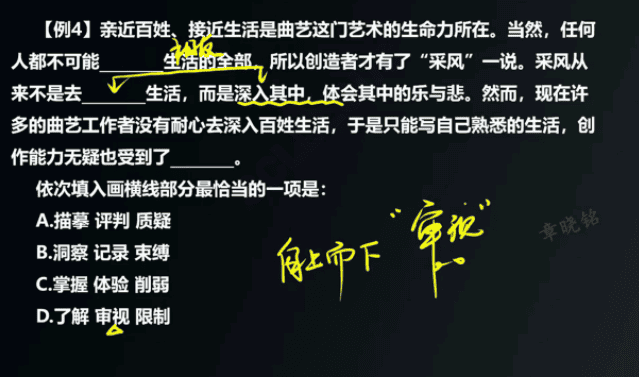 【例4】亲近百姓、接近生活是曲艺这门艺术的生命力所在。当然，任何
人都不可能_______生活的全部，所以创造者才有了“采风”一说。采风从
来不是去_______生活，而是深入其中，体会其中的乐与悲。然而，现在许
多的曲艺工作者没有耐心去深入百姓生活，于是只能写自己熟悉的生活，创
作能力无疑也受到了_______。
依次填入画横线部分最恰当的一项是：
A.描摹 评判 质疑
B.洞察 记录 束缚
C.掌握 体验 削弱
D.了解 审视 限制
自上而下 “审视”
章晓铭